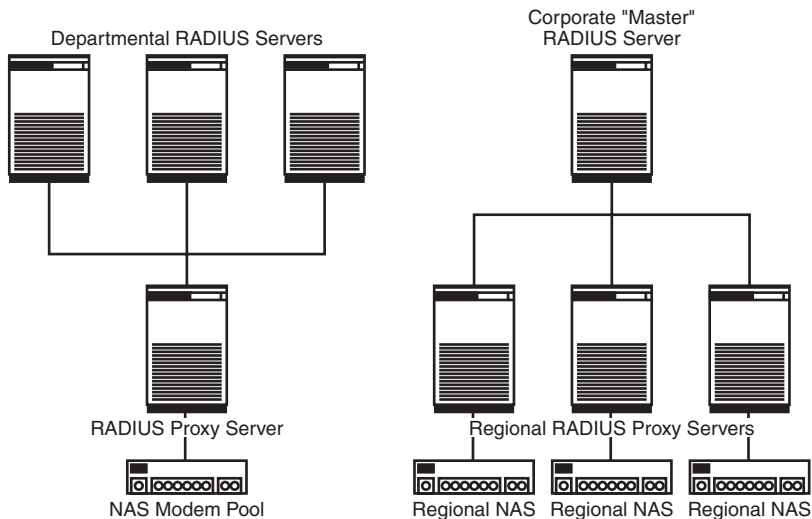 Departmental RADIUS Servers
Corporate "Master"
RADIUS Server
RADIUS Proxy Server
Regional RADIUS Proxy Servers
NAS Modem Pool
Regional NAS
Regional NAS
Regional NAS